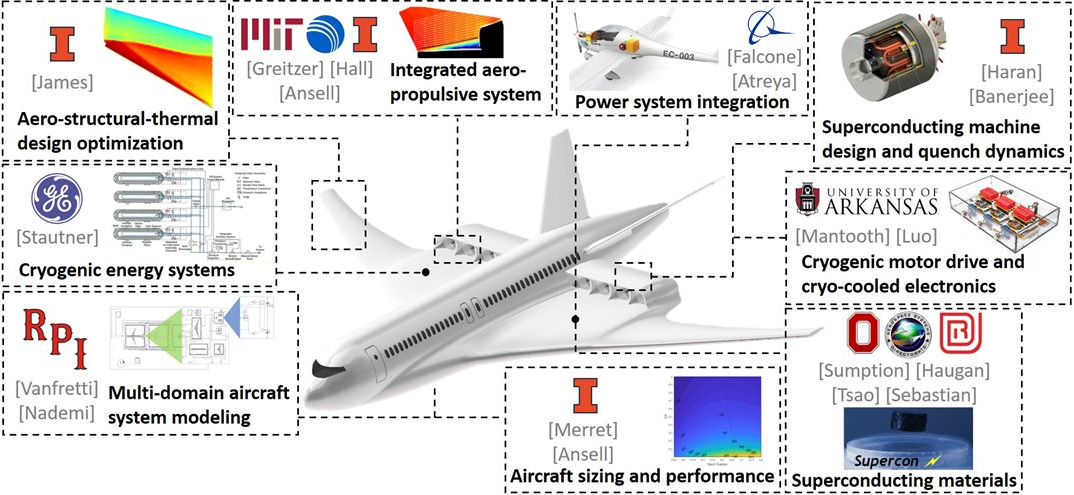 I
[James]
Aero-structural-thermal
design optimization
MIT
I
[Greitzer] [Hall]
[Ansell]
Integrated aero-
propulsive system
EC-003
[Falcone]
[Atreya]
Power system integration
I
[Haran]
[Banerjee]
Superconducting machine
design and quench dynamics
GE
[Stautner]
Cryogenic energy systems
UNIVERSITY OF
ARKANSAS
[Mantooth] [Luo]
Cryogenic motor drive and
cryo-cooled electronics
RPI
[Vanfretti]
[Nademi]
Multi-domain aircraft
system modeling
I
[Merret]
[Ansell]
Aircraft sizing and performance
O
[Sumption] [Haugan]
[Tsao] [Sebastian]
Supercon
Superconducting materials